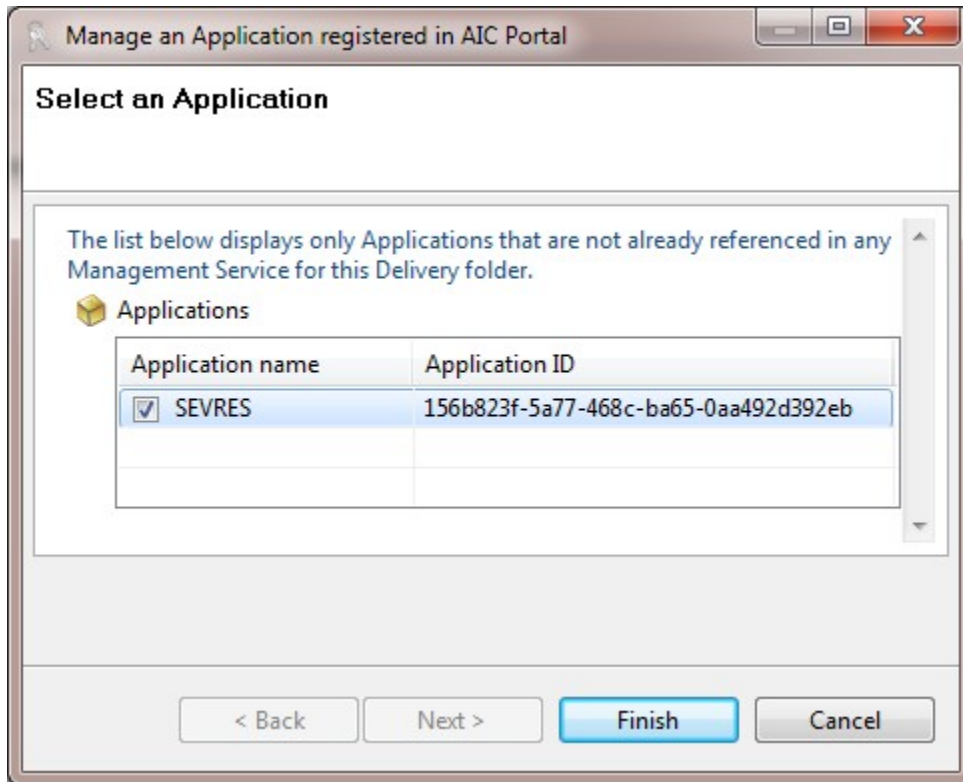 Manage an Application registered in AIC Portal
Select an Application
The list below displays only Applications that are not already referenced in any
Management Service for this Delivery folder.
Applications
Application name Application ID
SEVRES 156b823f-5a77-468c-ba65-0aa492d392eb
< Back Next > Finish Cancel